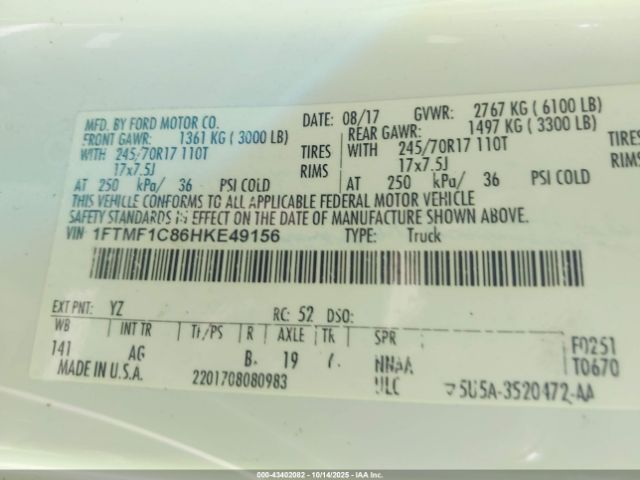 MFD. BY FORD MOTOR CO.
DATE: 08/17 GVWR: 2767 KG ( 6100 LB)
FRONT GAWR: 1361 KG ( 3000 LB) REAR GAWR: 1497 KG ( 3300 LB)
WITH 245/70R17 110T TIRES WITH 245/70R17 110T TIRES
17x7.5J RIMS 17x7.5J RIMS
AT 250 kPa/ 36 PSI COLD AT 250 kPa/ 36 PSI COLD
THIS VEHICLE CONFORMS TO ALL APPLICABLE FEDERAL MOTOR VEHICLE
SAFETY STANDARDS IN EFFECT ON THE DATE OF MANUFACTURE SHOWN ABOVE.
VIN: 1FTMF1C86HKE49156 TYPE: Truck
EXT PNT: YZ RC: 52 DSO:
WB INT TR TP/PS R AXLE TR SPR
141 AG 19 F0251
MADE IN U.S.A. T0670
2201708080983
000-43402082 - 10/14/2025 - IAA, Inc.